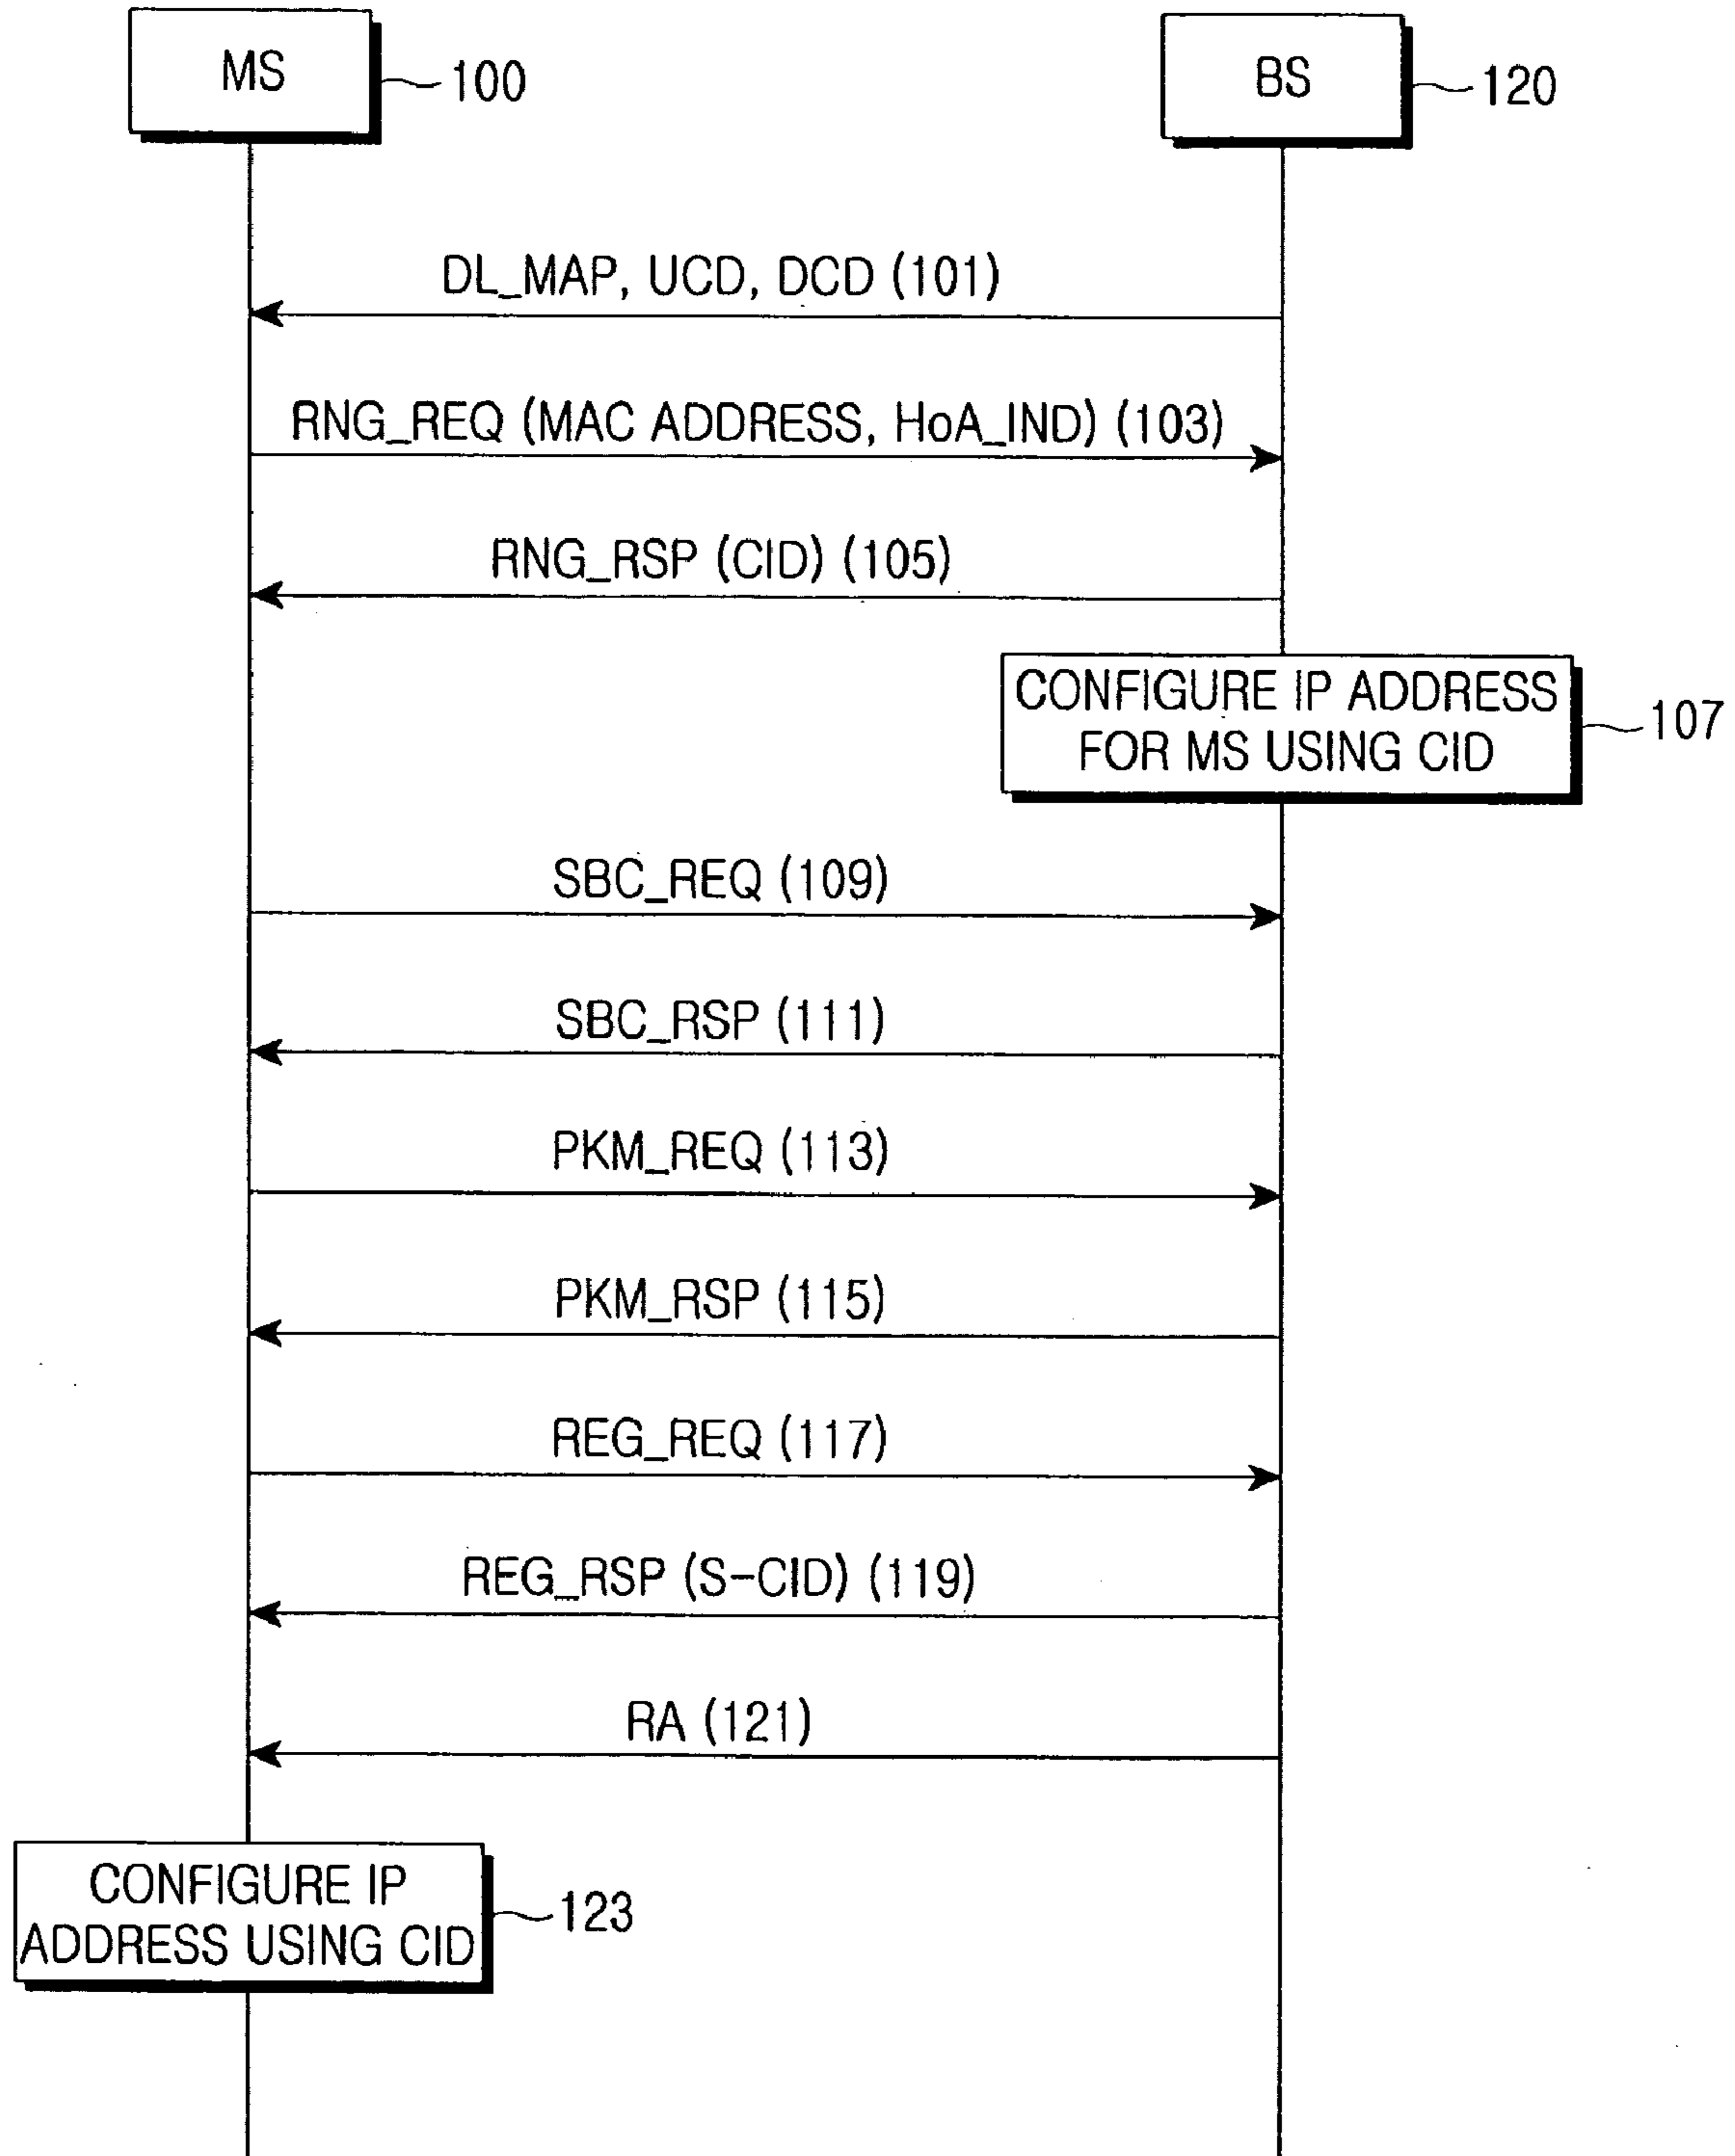 MS
100
BS
120
DL_MAP, UCD, DCD (101)
RNG_REQ (MAC ADDRESS, HoA_IND) (103)
RNG_RSP (CID) (105)
CONFIGURE IP ADDRESS
FOR MS USING CID
107
SBC_REQ (109)
SBC_RSP (111)
PKM_REQ (113)
PKM_RSP (115)
REG_REQ (117)
REG_RSP (S-CID) (119)
RA (121)
CONFIGURE IP
ADDRESS USING CID
123